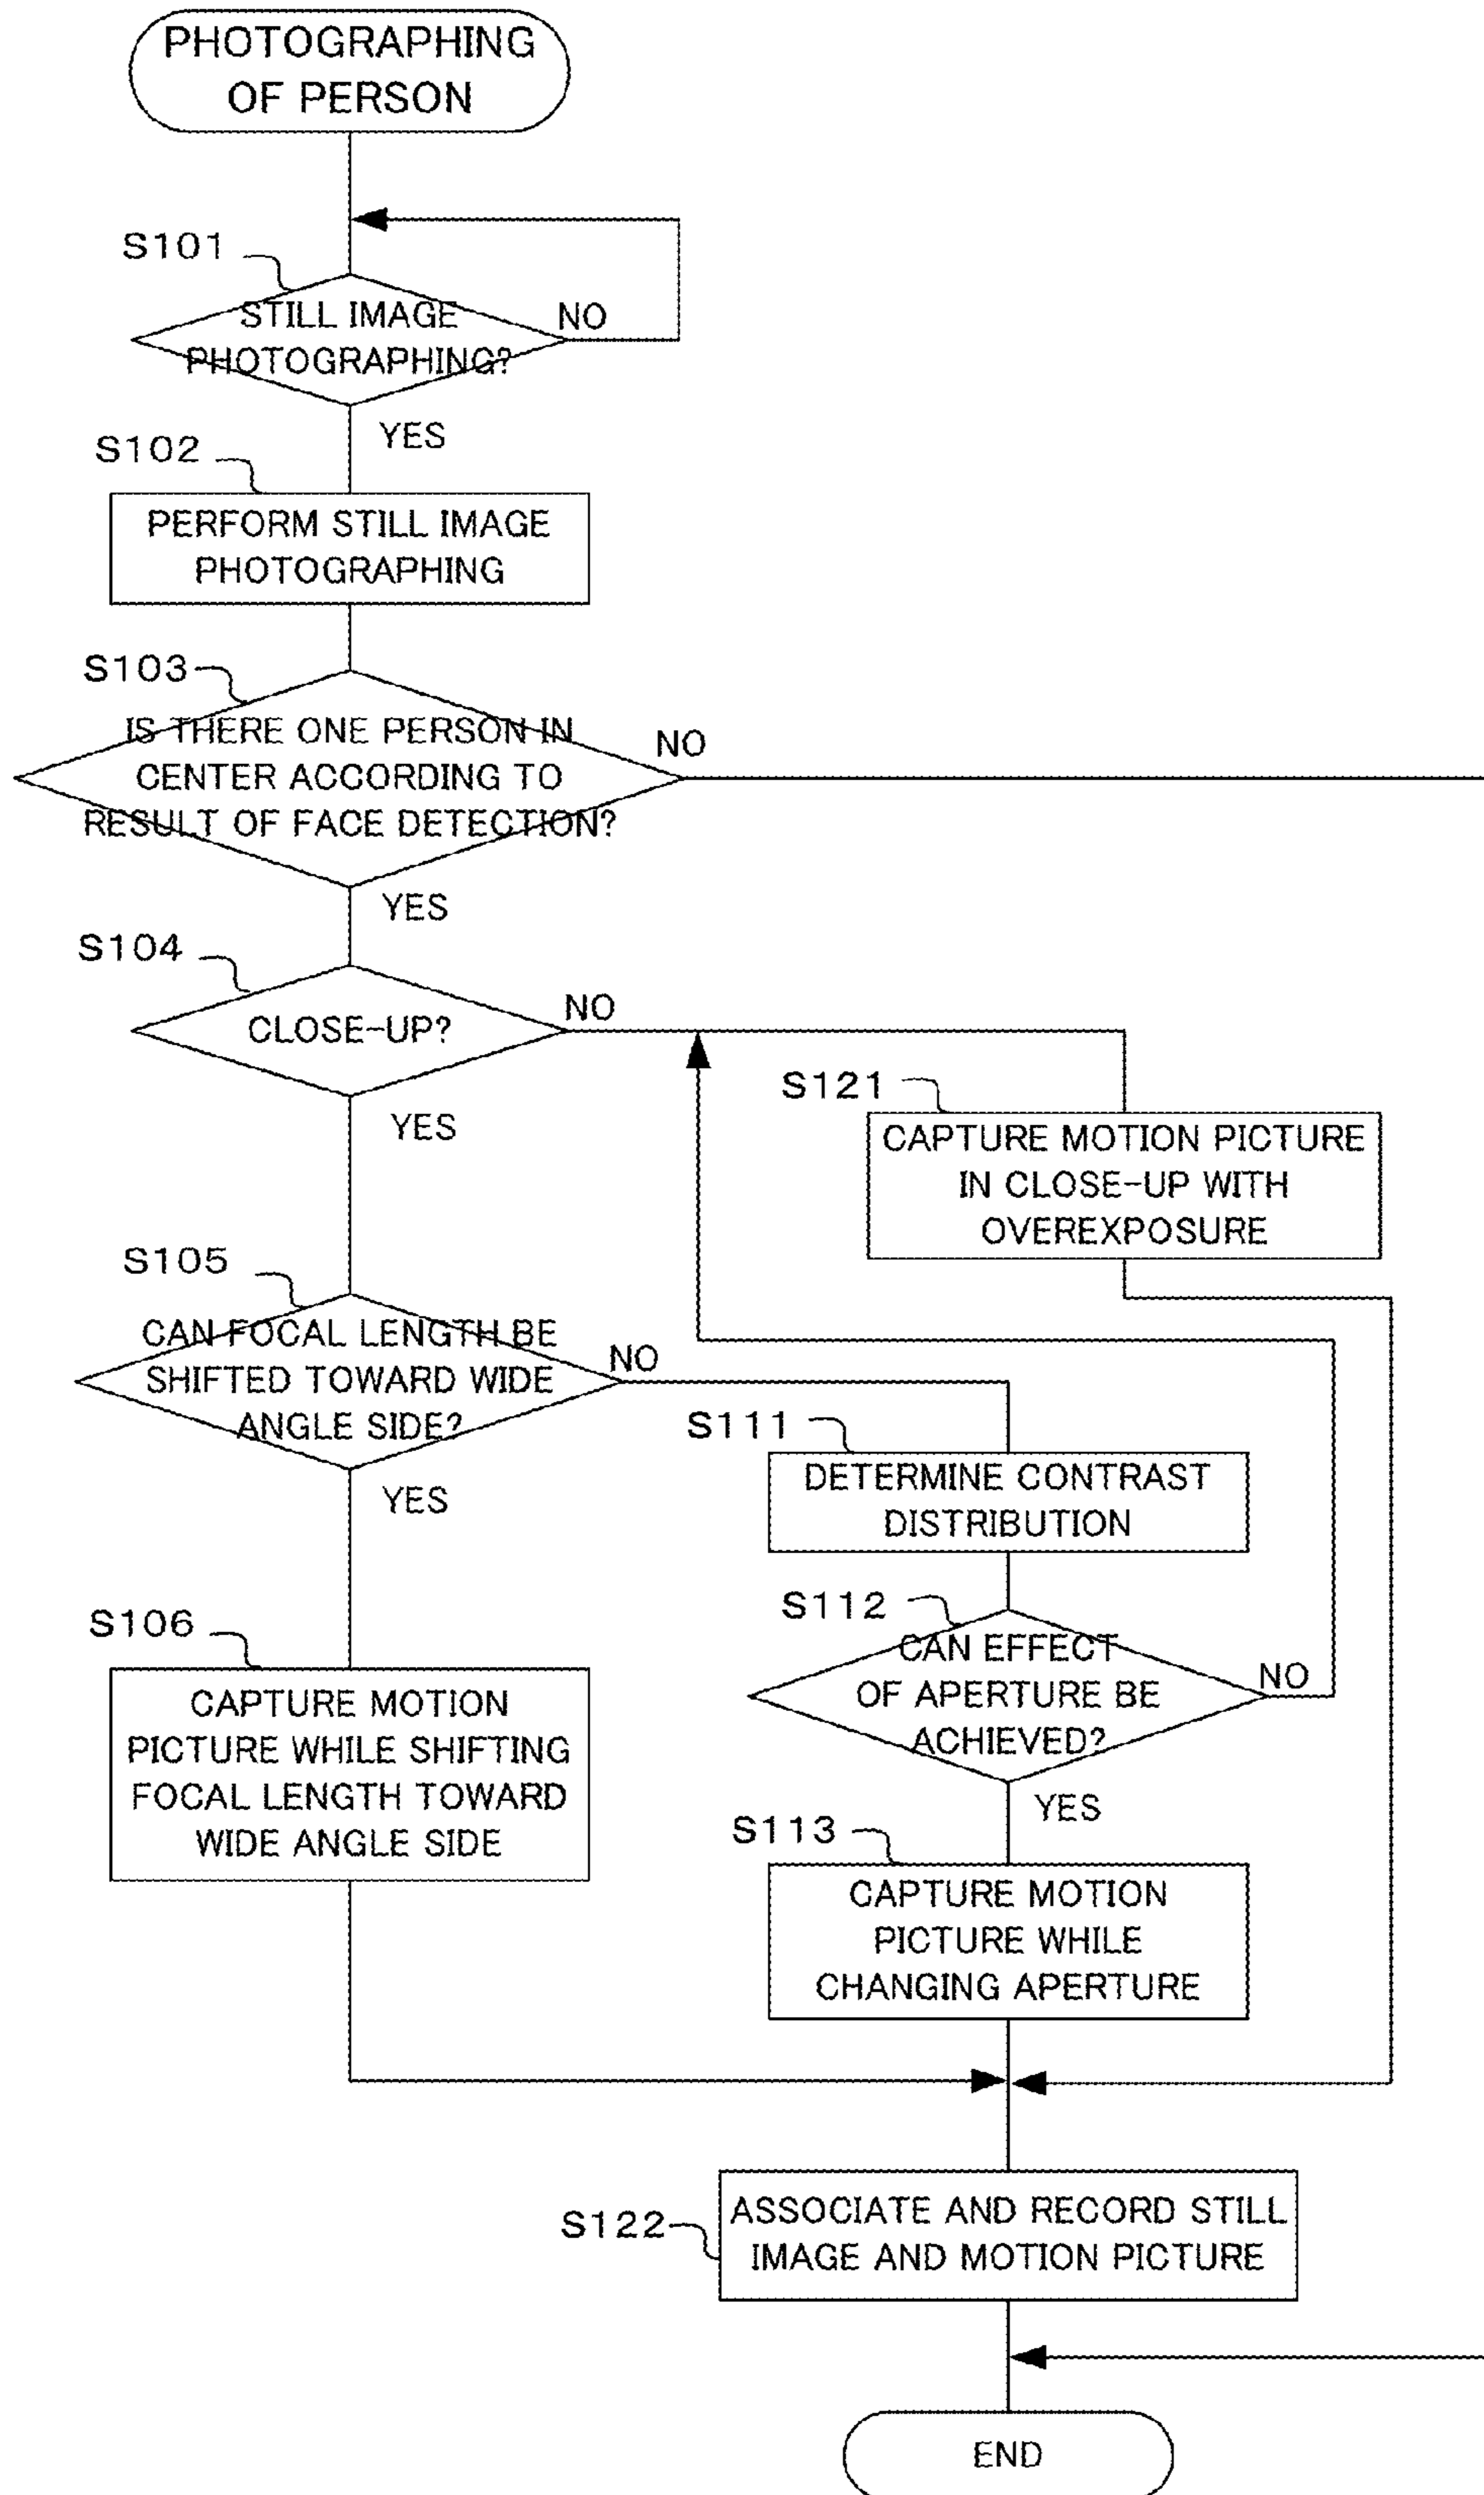 PHOTOGRAPHING
OF PERSON
S101
STILL IMAGE
PHOTOGRAPHING?
NO
YES
S102
PERFORM STILL IMAGE
PHOTOGRAPHING
S103
IS THERE ONE PERSON IN
CENTER ACCORDING TO
RESULT OF FACE DETECTION?
NO
YES
S104
CLOSE-UP?
NO
YES
S121
CAPTURE MOTION PICTURE
IN CLOSE-UP WITH
OVEREXPOSURE
S105
CAN FOCAL LENGTH BE
SHIFTED TOWARD WIDE
ANGLE SIDE?
NO
YES
S111
DETERMINE CONTRAST
DISTRIBUTION
S112
CAN EFFECT
OF APERTURE BE
ACHIEVED?
NO
YES
S106
CAPTURE MOTION
PICTURE WHILE SHIFTING
FOCAL LENGTH TOWARD
WIDE ANGLE SIDE
S113
CAPTURE MOTION
PICTURE WHILE
CHANGING APERTURE
S122
ASSOCIATE AND RECORD STILL
IMAGE AND MOTION PICTURE
END